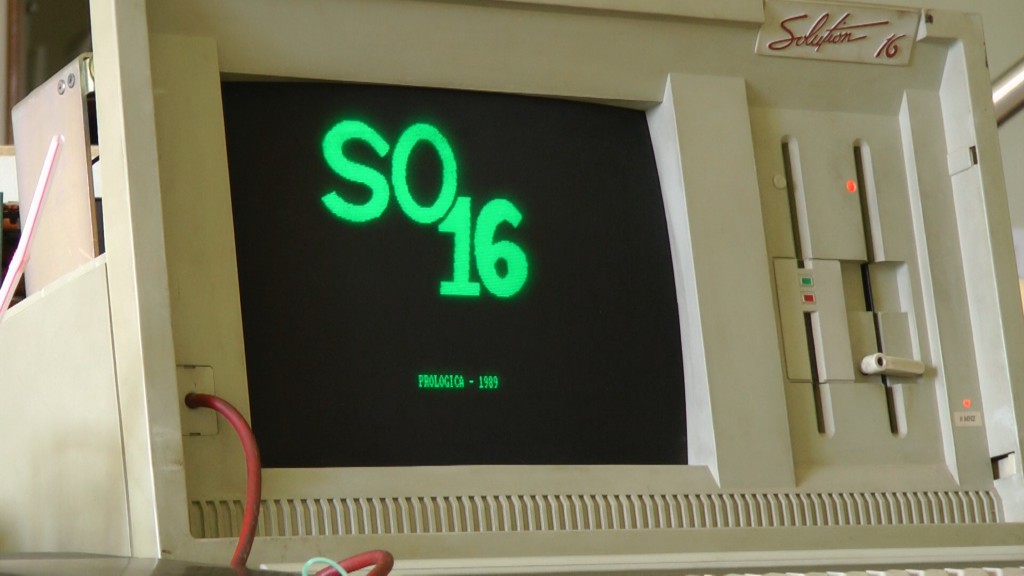 Solution 16
SO
16
PROLOGICA - 1989